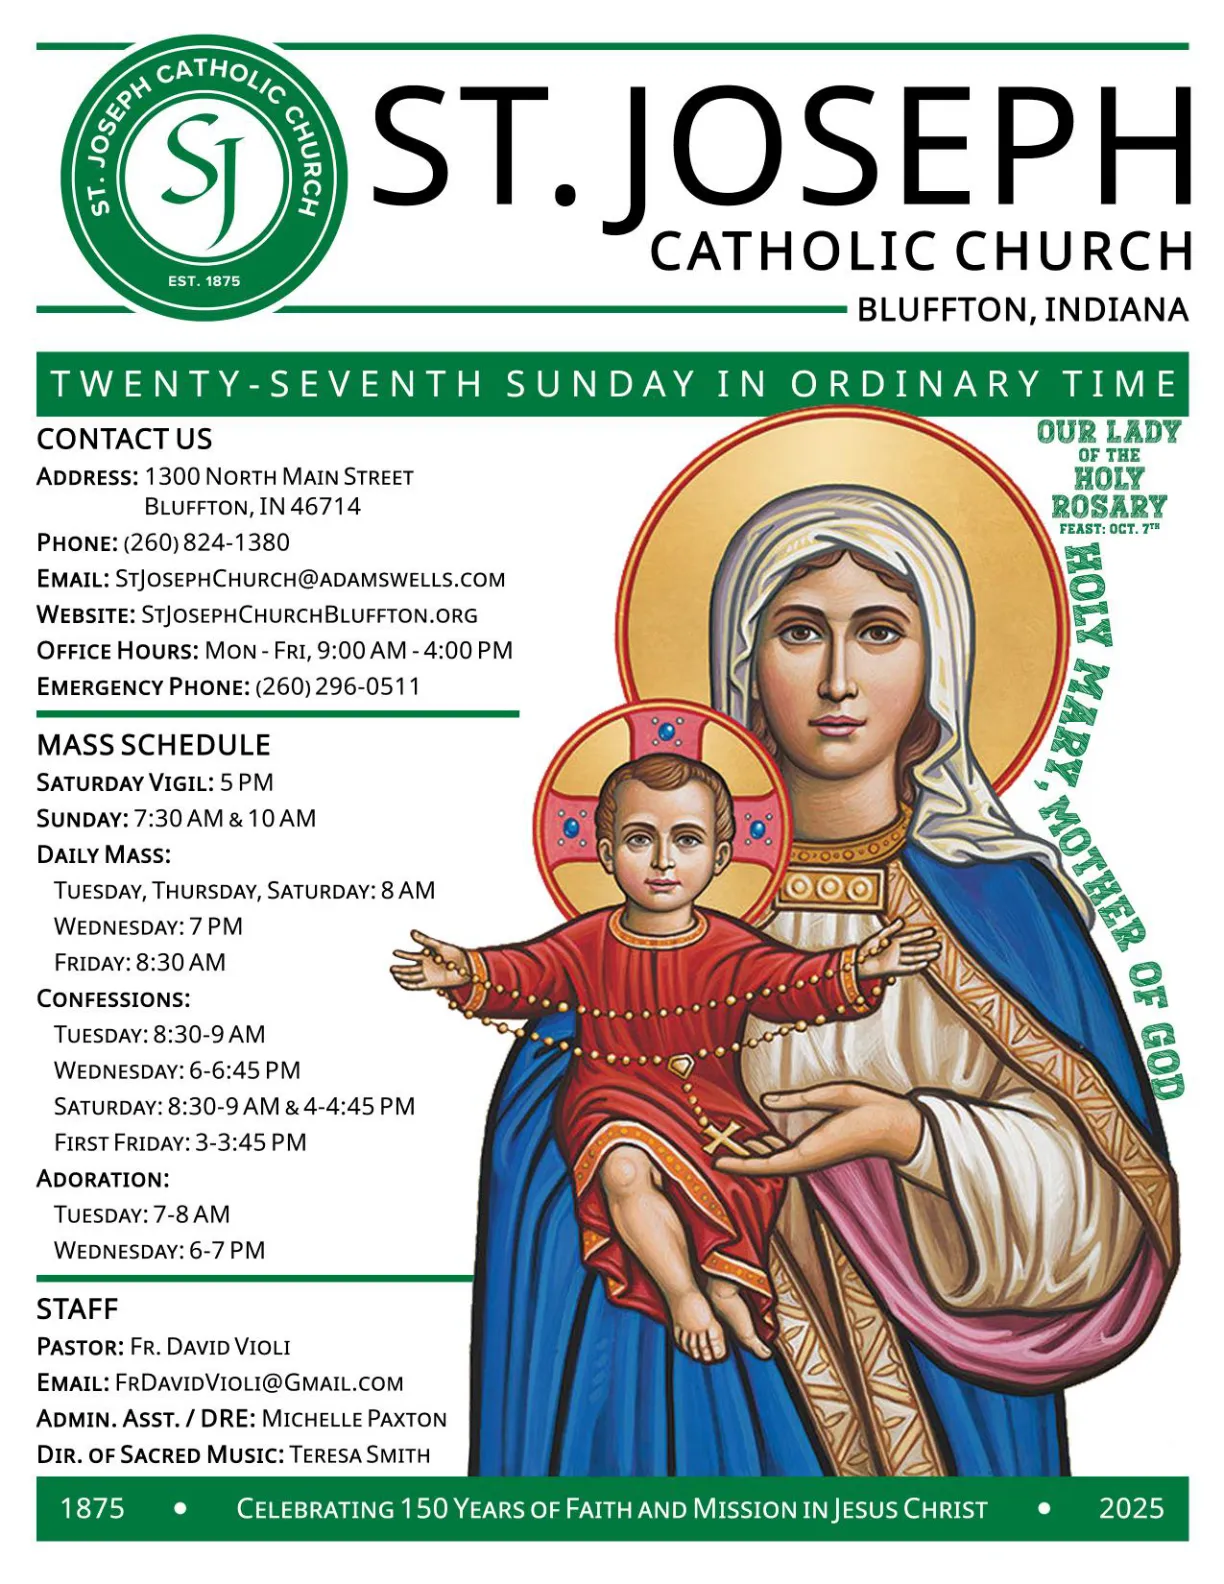 ST. JOSEPH CATHOLIC CHURCH
SJ
EST. 1875
ST. JOSEPH
CATHOLIC CHURCH
BLUFFTON, INDIANA
TWENTY-SEVENTH SUNDAY IN ORDINARY TIME
CONTACT US
ADDRESS: 1300 NORTH MAIN STREET
BLUFFTON, IN 46714
PHONE: (260) 824-1380
EMAIL: STJOSEPHCHURCH@ADAMSWELLS.COM
WEBSITE: STJOSEPHCHURCHBLUFFTON.ORG
OFFICE HOURS: MON - FRI, 9:00 AM - 4:00 PM
EMERGENCY PHONE: (260) 296-0511
MASS SCHEDULE
SATURDAY VIGIL: 5 PM
SUNDAY: 7:30 AM & 10 AM
DAILY MASS:
TUESDAY, THURSDAY, SATURDAY: 8 AM
WEDNESDAY: 7 PM
FRIDAY: 8:30 AM
CONFESSIONS:
TUESDAY: 8:30-9 AM
WEDNESDAY: 6-6:45 PM
SATURDAY: 8:30-9 AM & 4-4:45 PM
FIRST FRIDAY: 3-3:45 PM
ADORATION:
TUESDAY: 7-8 AM
WEDNESDAY: 6-7 PM
STAFF
PASTOR: FR. DAVID VIOLI
EMAIL: FRDAVIDVIOLI@GMAIL.COM
ADMIN. ASST. / DRE: MICHELLE PAXTON
DIR. OF SACRED MUSIC: TERESA SMITH
OUR LADY
OF THE
HOLY
ROSARY
FEAST: OCT. 7TH
HOLY MARY, MOTHER OF GOD
1875 • CELEBRATING 150 YEARS OF FAITH AND MISSION IN JESUS CHRIST • 2025